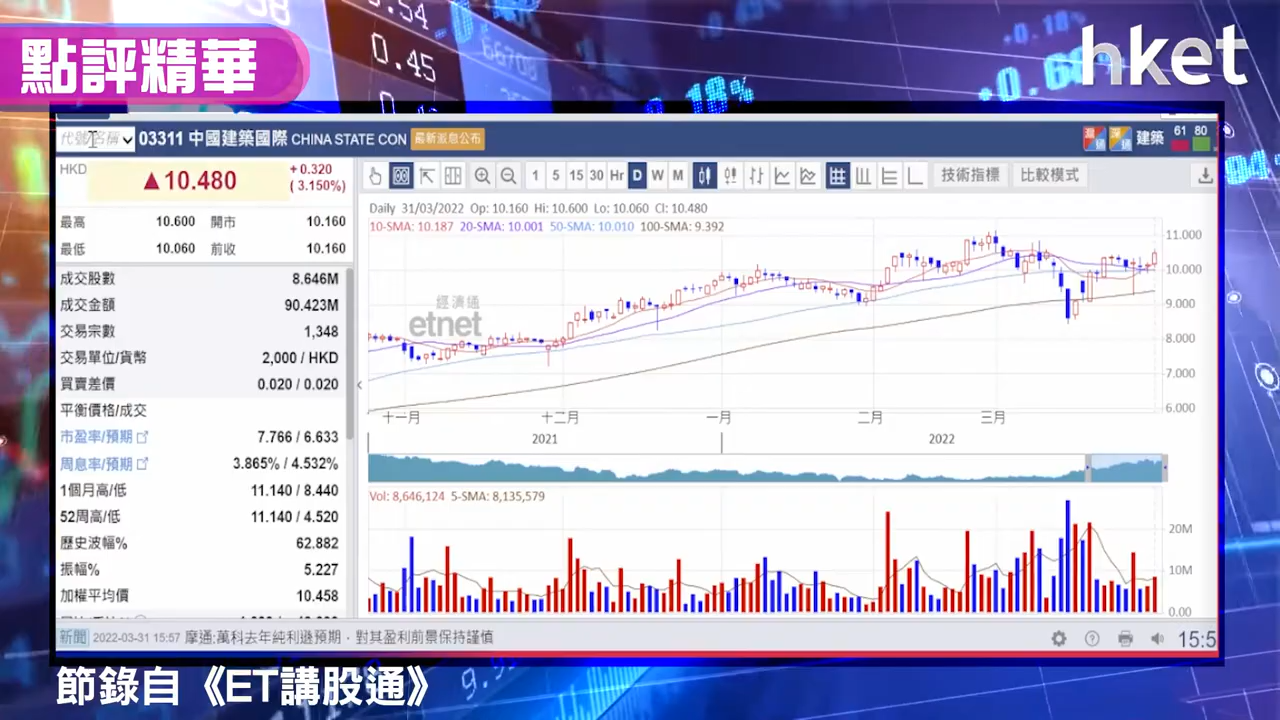 點評精華
hket
3.54
0.45
66708
0.18%
代號/名稱 03311 中國建築國際 CHINA STATE CON 最新派息公布
滬通 深通 建築 61 80
HKD ▲10.480 +0.320 (3.150%)
最高 10.600 開市 10.160
最低 10.060 前收 10.160
成交股數 8.646M
成交金額 90.423M
交易宗數 1,348
交易單位/貨幣 2,000 / HKD
買賣差價 0.020 / 0.020
平衡價格/成交
市盈率/預期 7.766 / 6.633
周息率/預期 3.865% / 4.532%
1個月高/低 11.140 / 8.440
52周高/低 11.140 / 4.520
歷史波幅% 62.882
振幅% 5.227
加權平均價 10.458
1 5 15 30 Hr D W M 技術指標 比較模式
Daily 31/03/2022 Op: 10.160 Hi: 10.600 Lo: 10.060 Cl: 10.480
10-SMA: 10.187 20-SMA: 10.001 50-SMA: 10.010 100-SMA: 9.392
經濟通
etnet
11.000
10.000
9.000
8.000
7.000
6.000
十一月 十二月 一月 二月 三月
2021 2022
Vol: 8,646,124 5-SMA: 8,135,579
20M
10M
0.00
新聞 2022-03-31 15:57 摩通:萬科去年純利遜預期，對其盈利前景保持謹慎
15:5
節錄自《ET講股通》